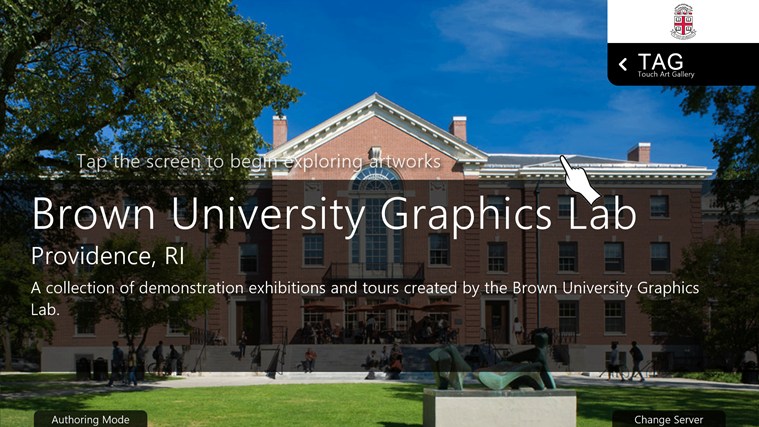 TAG
Touch Art Gallery
Tap the screen to begin exploring artworks
Brown University Graphics Lab
Providence, RI
A collection of demonstration exhibitions and tours created by the Brown University Graphics
Lab.
Authoring Mode
Change Server